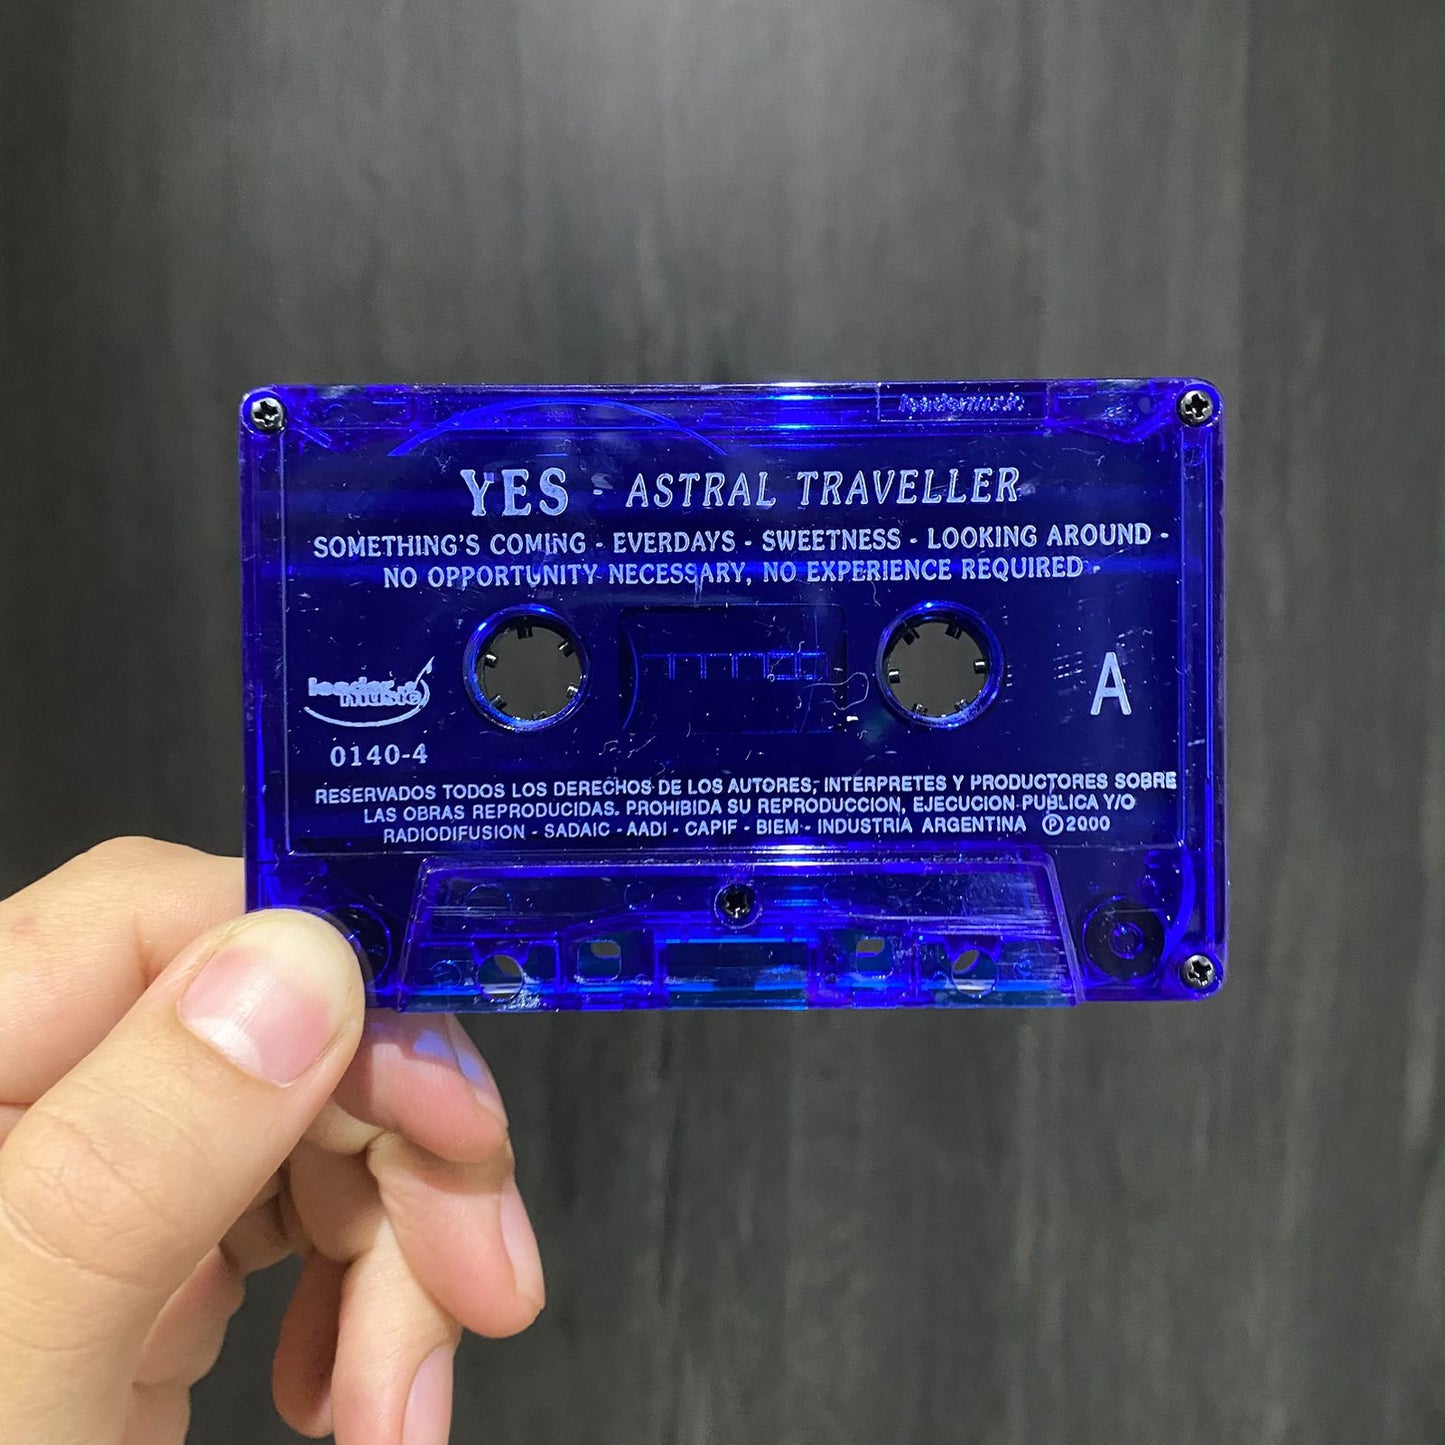 leadermusic
YES - ASTRAL TRAVELLER
SOMETHING'S COMING - EVERDAYS - SWEETNESS - LOOKING AROUND -
NO OPPORTUNITY NECESSARY, NO EXPERIENCE REQUIRED -
leader
music
A
0140-4
RESERVADOS TODOS LOS DERECHOS DE LOS AUTORES, INTERPRETES Y PRODUCTORES SOBRE
LAS OBRAS REPRODUCIDAS. PROHIBIDA SU REPRODUCCION, EJECUCION PUBLICA Y/O
RADIODIFUSION - SADAIC - AADI - CAPIF - BIEM - INDUSTRIA ARGENTINA ℗2000